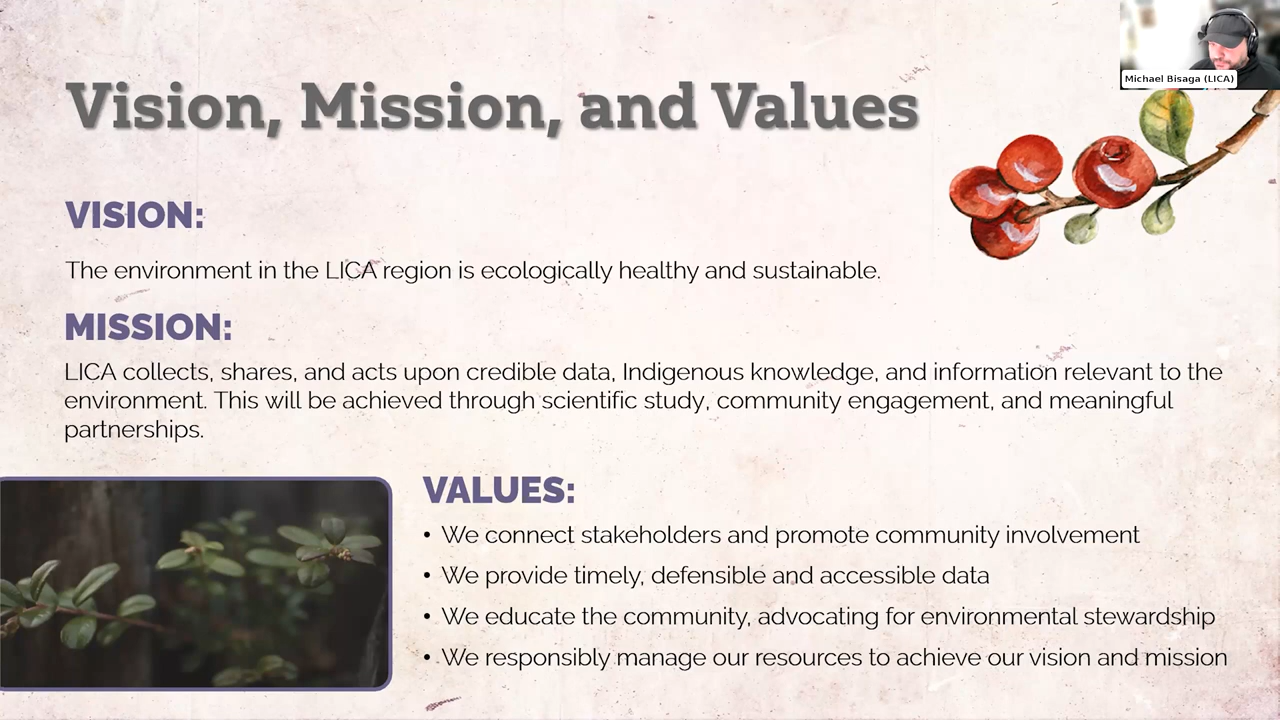 Michael Bisaga (LICA)
Vision, Mission, and Values
VISION:
The environment in the LICA region is ecologically healthy and sustainable.
MISSION:
LICA collects, shares, and acts upon credible data, Indigenous knowledge, and information relevant to the
environment. This will be achieved through scientific study, community engagement, and meaningful
partnerships.
VALUES:
• We connect stakeholders and promote community involvement
• We provide timely, defensible and accessible data
• We educate the community, advocating for environmental stewardship
• We responsibly manage our resources to achieve our vision and mission